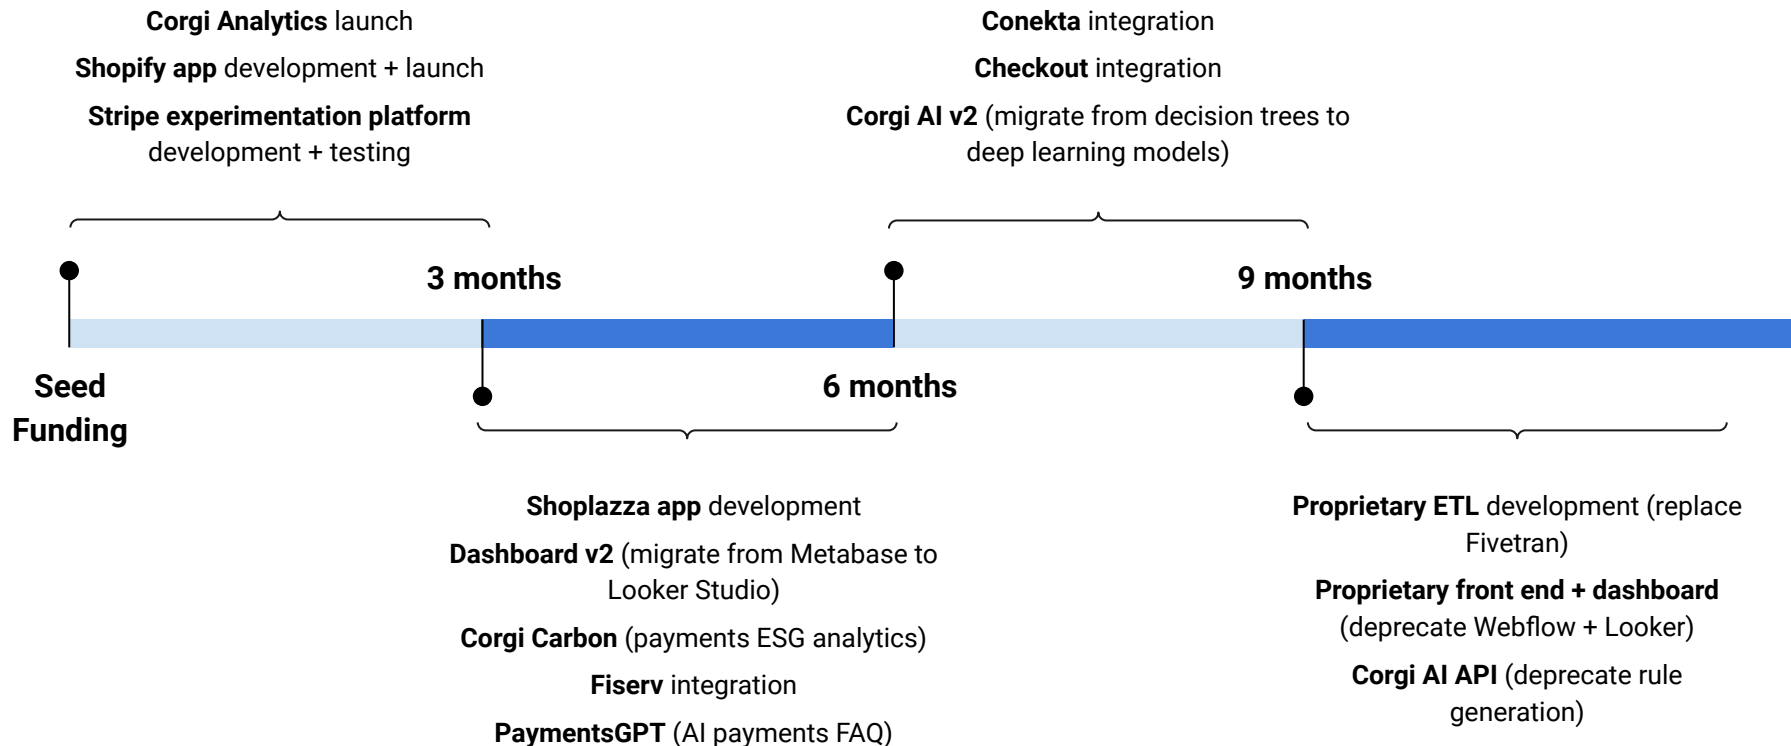 Corgi Analytics launch
Shopify app development + launch
Stripe experimentation platform
development + testing
Conekta integration
Checkout integration
Corgi AI v2 (migrate from decision trees to
deep learning models)
3 months
9 months
Seed
Funding
6 months
Shoplazza app development
Dashboard v2 (migrate from Metabase to
Looker Studio)
Corgi Carbon (payments ESG analytics)
Fiserv integration
PaymentsGPT (AI payments FAQ)
Proprietary ETL development (replace
Fivetran)
Proprietary front end + dashboard
(deprecate Webflow + Looker)
Corgi AI API (deprecate rule
generation)